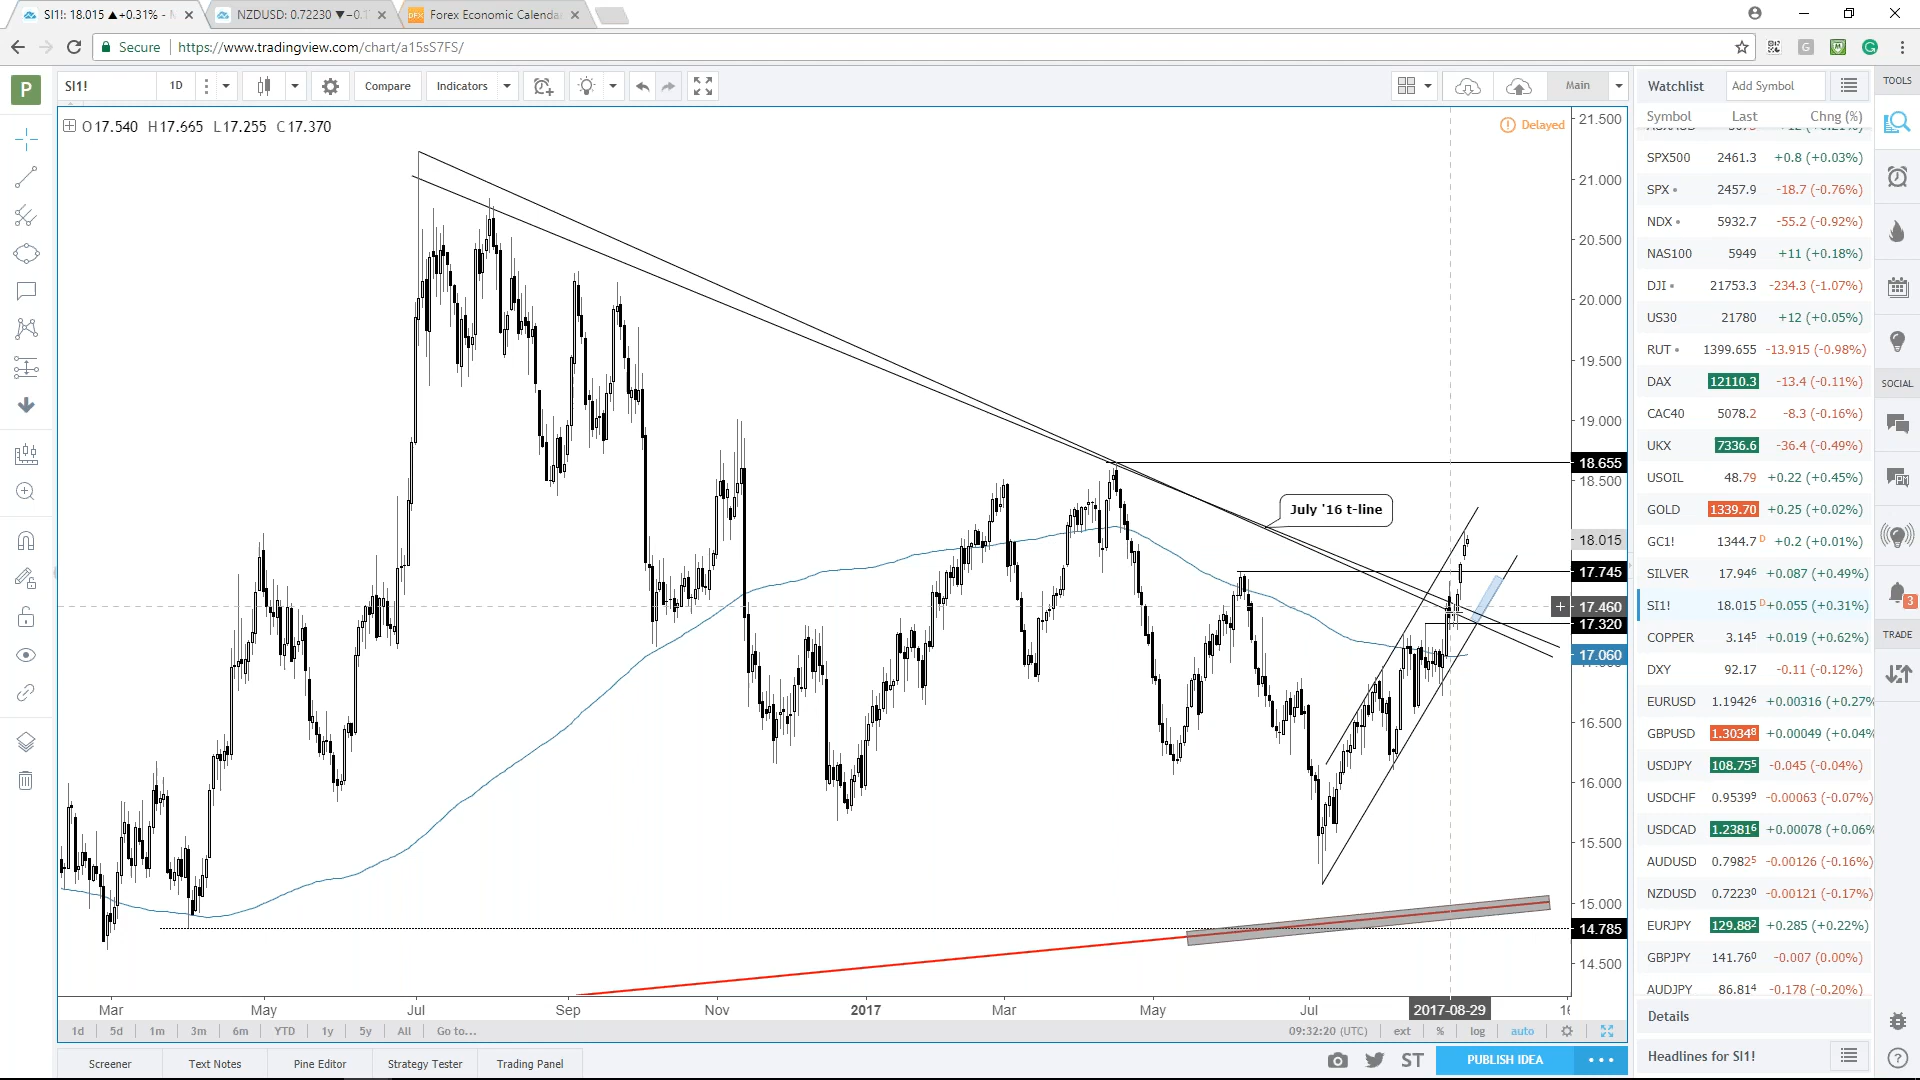 SI1!: 18.015 ▲+0.31% -
NZDUSD: 0.72230 ▼−0.1
Forex Economic Calenda
Secure | https://www.tradingview.com/chart/a15sS7FS/
P SI1! 1D Compare Indicators Main
O17.540 H17.665 L17.255 C17.370
Delayed
21.500
21.000
20.500
20.000
19.500
19.000
18.655
18.500
18.015
17.745
17.460
17.320
17.060
16.500
16.000
15.500
15.000
14.785
14.500
July '16 t-line
Mar May Jul Sep Nov 2017 Mar May Jul 2017-08-29
1d 5d 1m 3m 6m YTD 1y 5y All Go to... 09:32:20 (UTC) ext % log auto
Screener Text Notes Pine Editor Strategy Tester Trading Panel ST PUBLISH IDEA
Watchlist Add Symbol
Symbol Last Chng (%)
SPX500 2461.3 +0.8 (+0.03%)
SPX 2457.9 -18.7 (-0.76%)
NDX 5932.7 -55.2 (-0.92%)
NAS100 5949 +11 (+0.18%)
DJI 21753.3 -234.3 (-1.07%)
US30 21780 +12 (+0.05%)
RUT 1399.655 -13.915 (-0.98%)
DAX 12110.3 -13.4 (-0.11%)
CAC40 5078.2 -8.3 (-0.16%)
UKX 7336.6 -36.4 (-0.49%)
USOIL 48.79 +0.22 (+0.45%)
GOLD 1339.70 +0.25 (+0.02%)
GC1! 1344.7 D +0.2 (+0.01%)
SILVER 17.946 +0.087 (+0.49%)
SI1! 18.015 D +0.055 (+0.31%)
COPPER 3.145 +0.019 (+0.62%)
DXY 92.17 -0.11 (-0.12%)
EURUSD 1.19426 +0.00316 (+0.27%
GBPUSD 1.30348 +0.00049 (+0.04%
USDJPY 108.755 -0.045 (-0.04%)
USDCHF 0.95399 -0.00063 (-0.07%)
USDCAD 1.23816 +0.00078 (+0.06%
AUDUSD 0.79825 -0.00126 (-0.16%)
NZDUSD 0.72230 -0.00121 (-0.17%)
EURJPY 129.882 +0.285 (+0.22%)
GBPJPY 141.760 -0.007 (0.00%)
AUDJPY 86.814 -0.178 (-0.20%)
Details
Headlines for SI1!
TOOLS
SOCIAL
3
TRADE